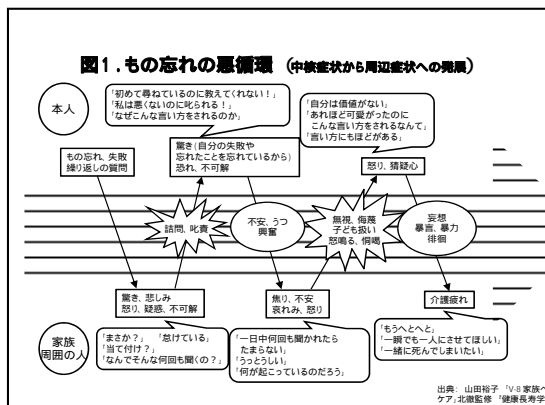 図1.もの忘れの悪循環 (中核症状から周辺症状への発展)
本人
「初めて尋ねているのに教えてくれない!」
「私は悪くないのに叱られる!」
「なぜこんな言い方をされるのか」
「自分は価値がない」
「あれほど可愛がったのに
こんな言い方をされるなんて」
「言い方にもほどがある」
もの忘れ、失敗
繰り返しの質問
驚き(自分の失敗や
忘れたことを忘れているから)
恐れ、不可解
怒り、猜疑心
詰問、叱責
不安、うつ
興奮
無視、侮蔑
子ども扱い
怒鳴る、恫喝
妄想
暴言、暴力
徘徊
驚き、悲しみ
怒り、疑惑、不可解
焦り、不安
哀れみ、怒り
介護疲れ
家族
周囲の人
「まさか?」 「怠けている」
「当て付け?」
「なんでそんな何回も聞くの?」
「一日中何回も聞かれたら
たまらない」
「うっとうしい」
「何が起こっているのだろう」
「もうへとへと」
「一瞬でも一人にさせてほしい」
「一緒に死んでしまいたい」
出典: 山田裕子 「V-8 家族へ
ケア」北徹監修 「健康長寿学